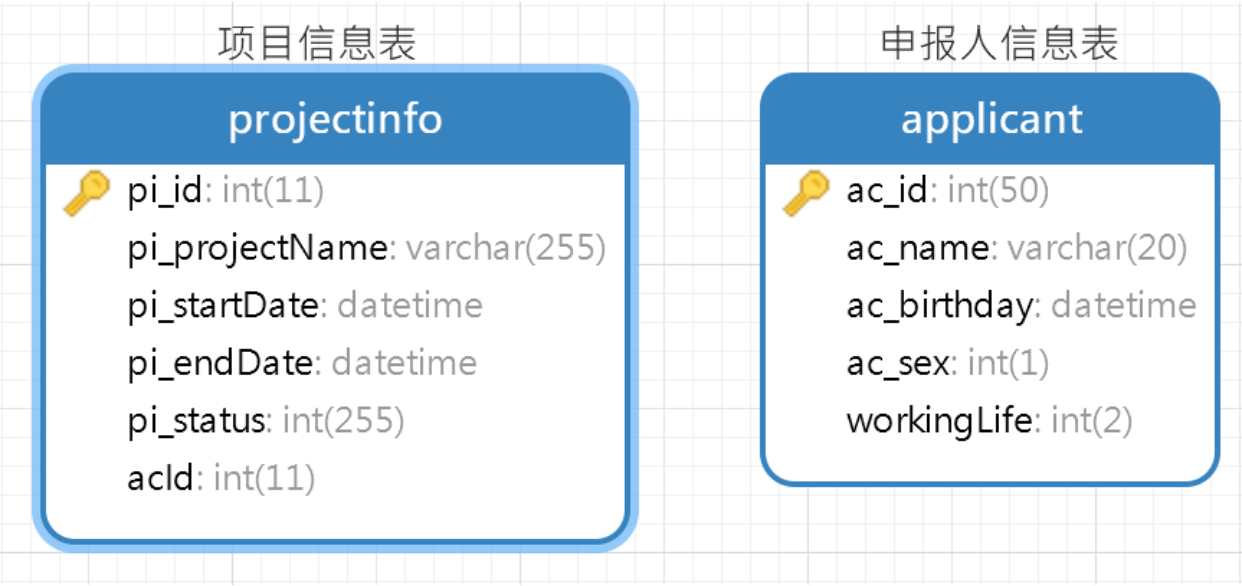 项目信息表
projectinfo
pi_id: int(11)
pi_projectName: varchar(255)
pi_startDate: datetime
pi_endDate: datetime
pi_status: int(255)
acId: int(11)
申报人信息表
applicant
ac_id: int(50)
ac_name: varchar(20)
ac_birthday: datetime
ac_sex: int(1)
workingLife: int(2)